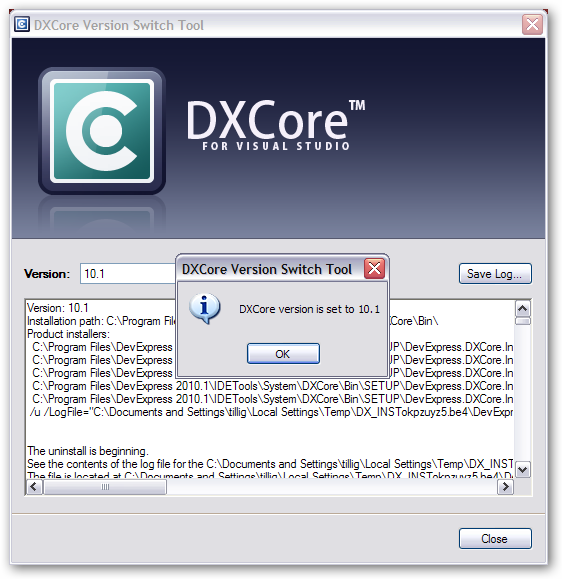 DXCore Version Switch Tool
DXCore™
FOR VISUAL STUDIO
Version: 10.1
Save Log...
DXCore Version Switch Tool
DXCore version is set to 10.1
OK
Version: 10.1
Installation path: C:\Program Fil Core\Bin\
Product installers:
C:\Program Files\DevExpress UP\DevExpress.DXCore.In
C:\Program Files\DevExpress UP\DevExpress.DXCore.In
C:\Program Files\DevExpress UP\DevExpress.DXCore.In
C:\Program Files\DevExpress 2010.1\IDETools\System\DXCore\Bin\SETUP\DevExpress.DXCore.In
C:\Program Files\DevExpress 2010.1\IDETools\System\DXCore\Bin\SETUP\DevExpress.DXCore.In
/u /LogFile="C:\Documents and Settings\tillig\Local Settings\Temp\DX_INSTokpzuyz5.be4\DevExpr
The uninstall is beginning.
See the contents of the log file for the C:\Documents and Settings\tillig\Local Settings\Temp\DX_INST
The file is located at C:\Documents and Settings\tillig\Local Settings\Temp\DX_INSTokpzuyz5.be4\D
Close